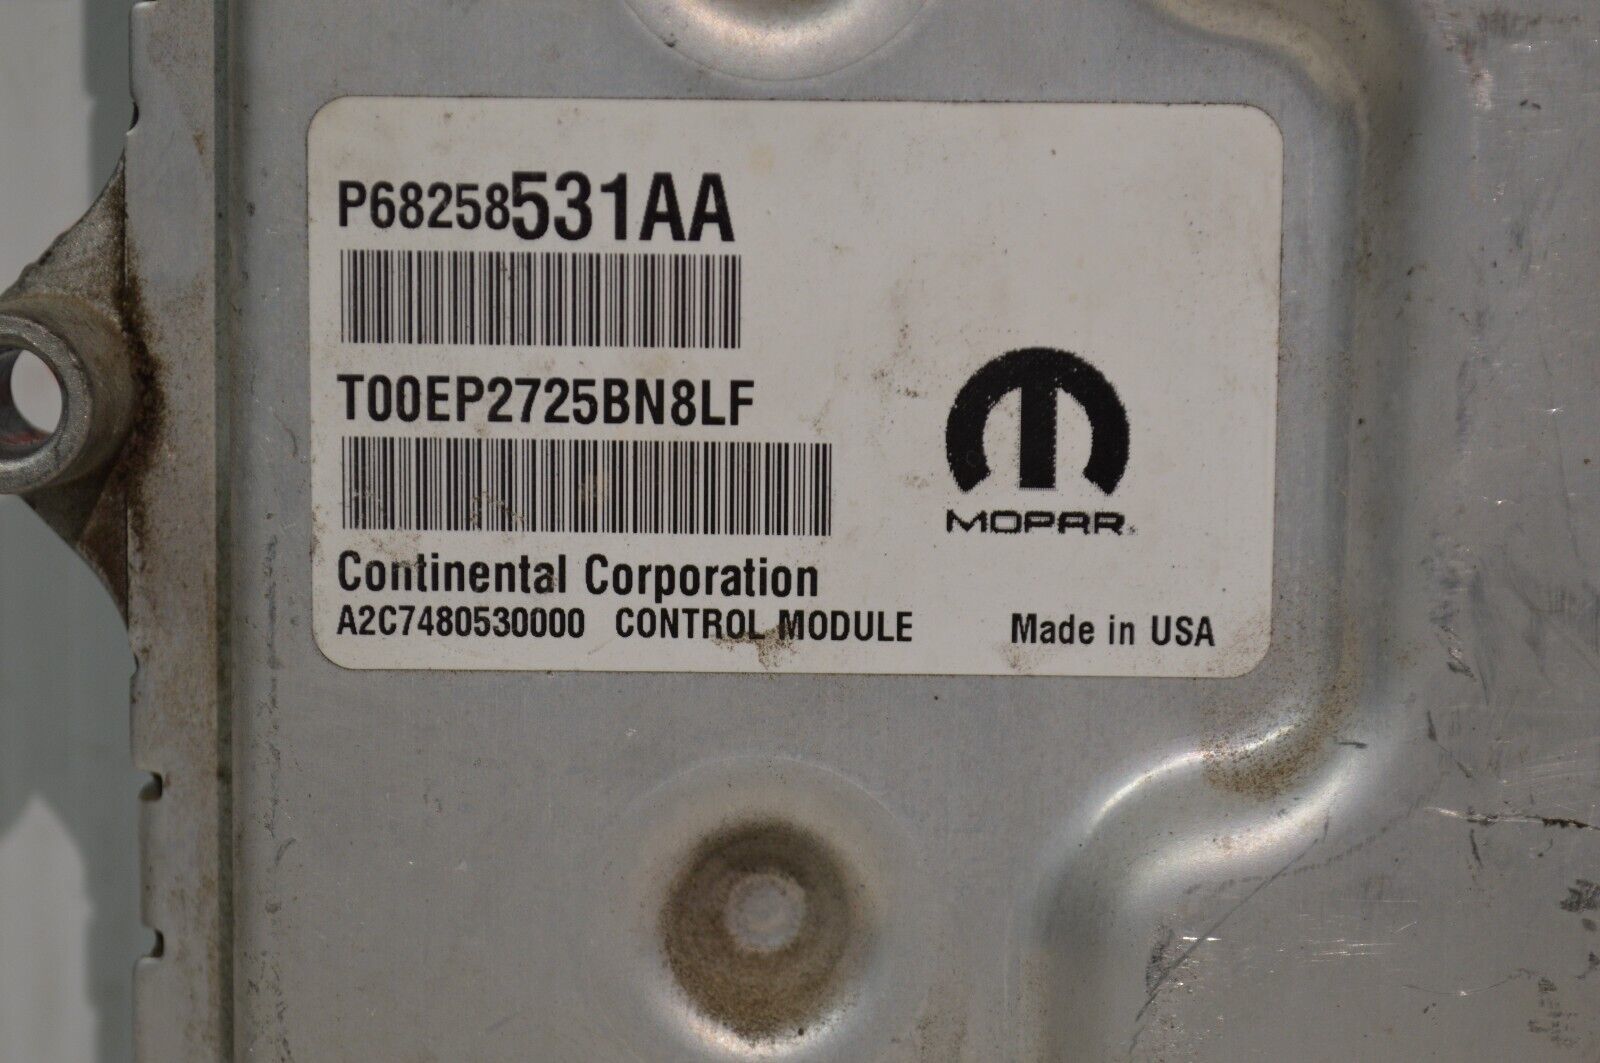 P68258531AA
T00EP2725BN8LF
MOPAR
Continental Corporation
A2C7480530000 CONTROL MODULE Made in USA